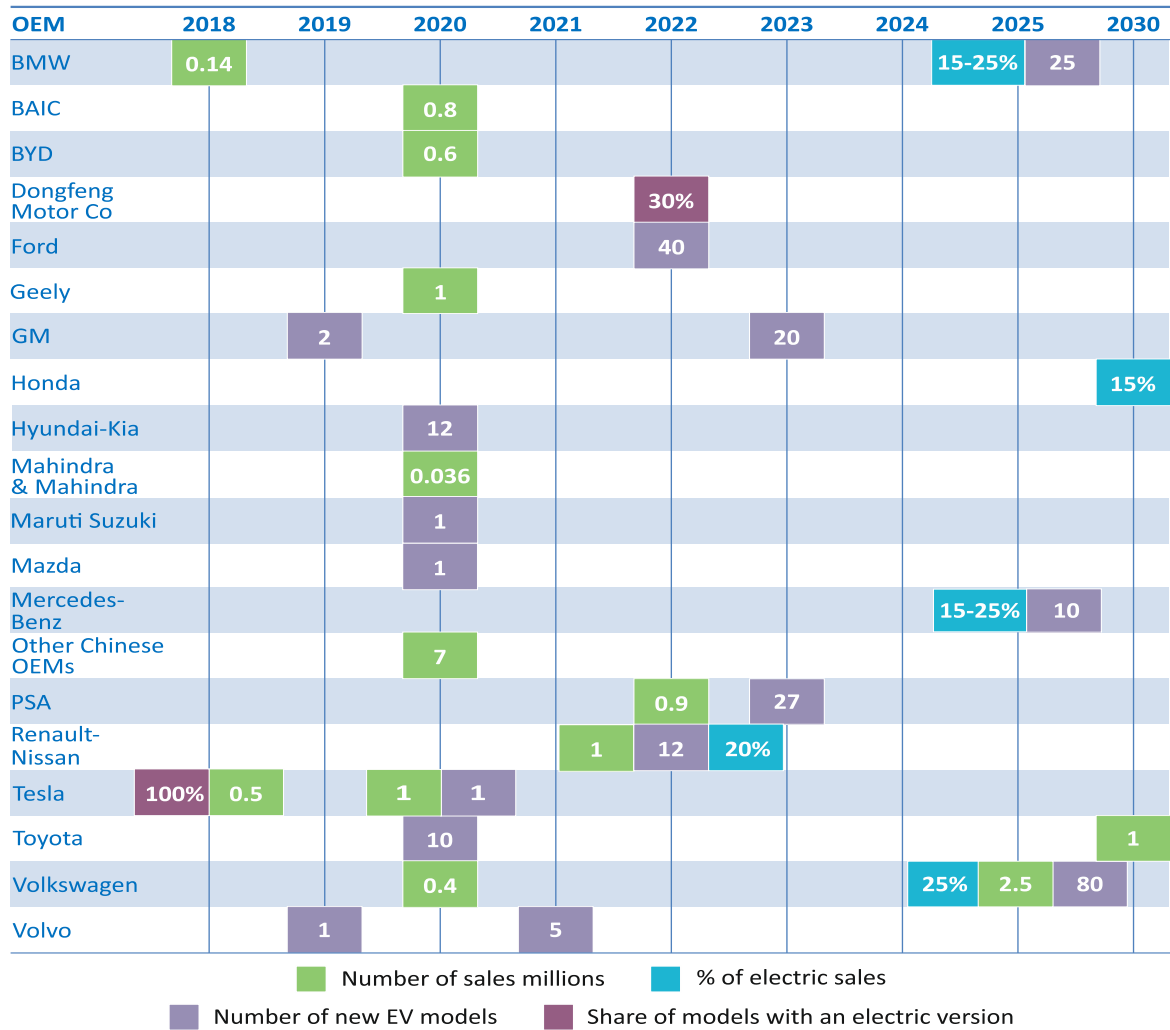 OEM 2018 2019 2020 2021 2022 2023 2024 2025 2030
BMW 0.14 15-25% 25
BAIC 0.8
BYD 0.6
Dongfeng
Motor Co 30%
Ford 40
Geely 1
GM 2 20
Honda 15%
Hyundai-Kia 12
Mahindra
& Mahindra 0.036
Maruti Suzuki 1
Mazda 1
Mercedes-
Benz 15-25% 10
Other Chinese
OEMs 7
PSA 0.9 27
Renault-
Nissan 1 12 20%
Tesla 100% 0.5 1 1
Toyota 10 1
Volkswagen 0.4 25% 2.5 80
Volvo 1 5
Number of sales millions % of electric sales
Number of new EV models Share of models with an electric version